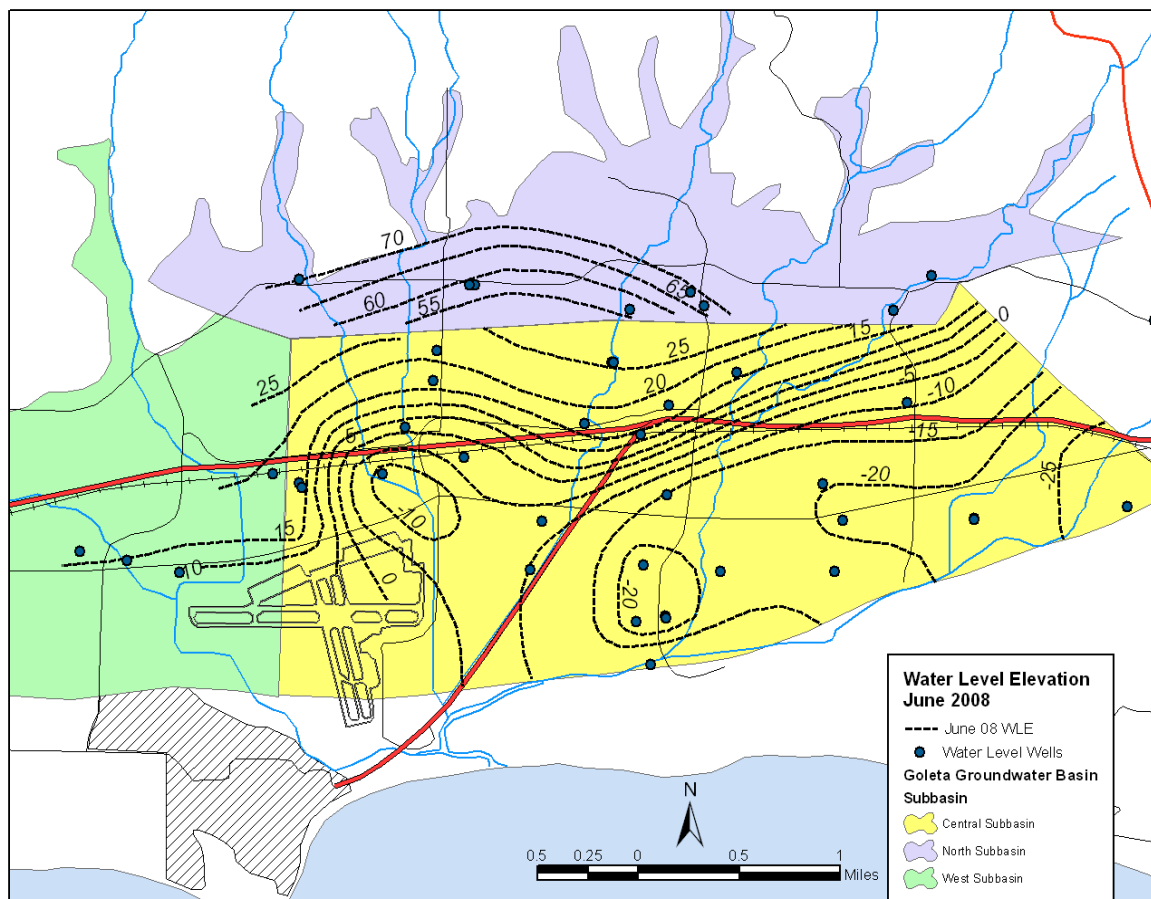 70
65
60
55
0
15
25
25
20
-5
-10
5
-15
-20
-25
-10
15
10
0
-20
Water Level Elevation
June 2008
June 08 WLE
Water Level Wells
Goleta Groundwater Basin
Subbasin
Central Subbasin
North Subbasin
West Subbasin
N
0.5 0.25 0 0.5 1
Miles